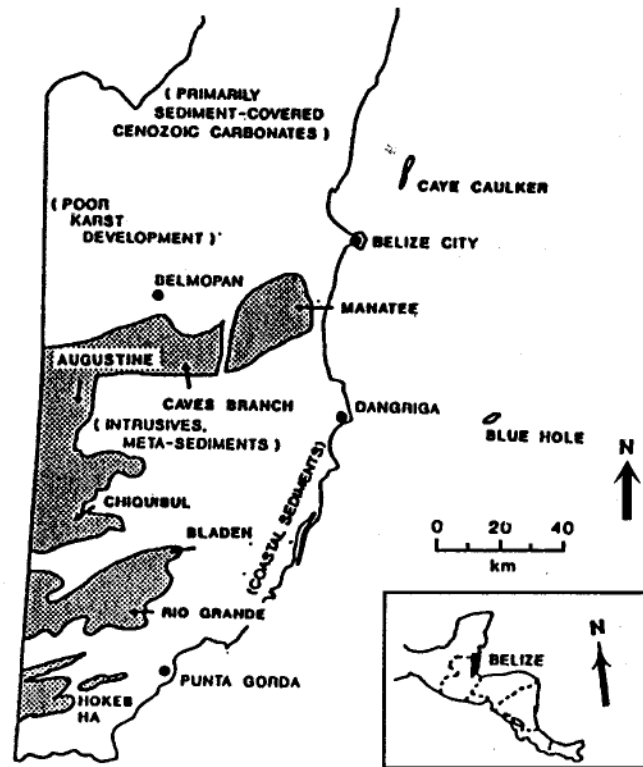 ( PRIMARILY
SEDIMENT-COVERED
CENOZOIC CARBONATES )
CAYE CAULKER
( POOR
KARST
DEVELOPMENT )
BELIZE CITY
BELMOPAN
MANATEE
AUGUSTINE
CAVES BRANCH
DANGRIGA
( INTRUSIVES,
META-SEDIMENTS )
BLUE HOLE
N
(COASTAL SEDIMENTS)
CHIQUIBUL
BLADEN
0 20 40
km
RIO GRANDE
N
BELIZE
PUNTA GORDA
HOKEB
HA